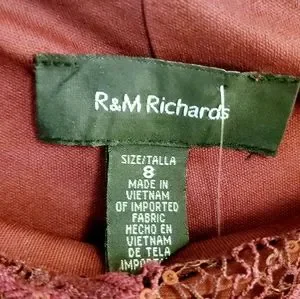 R&M Richards
SIZE/TALLA
8
MADE IN
VIETNAM
OF IMPORTED
FABRIC
HECHO EN
VIETNAM
DE TELA